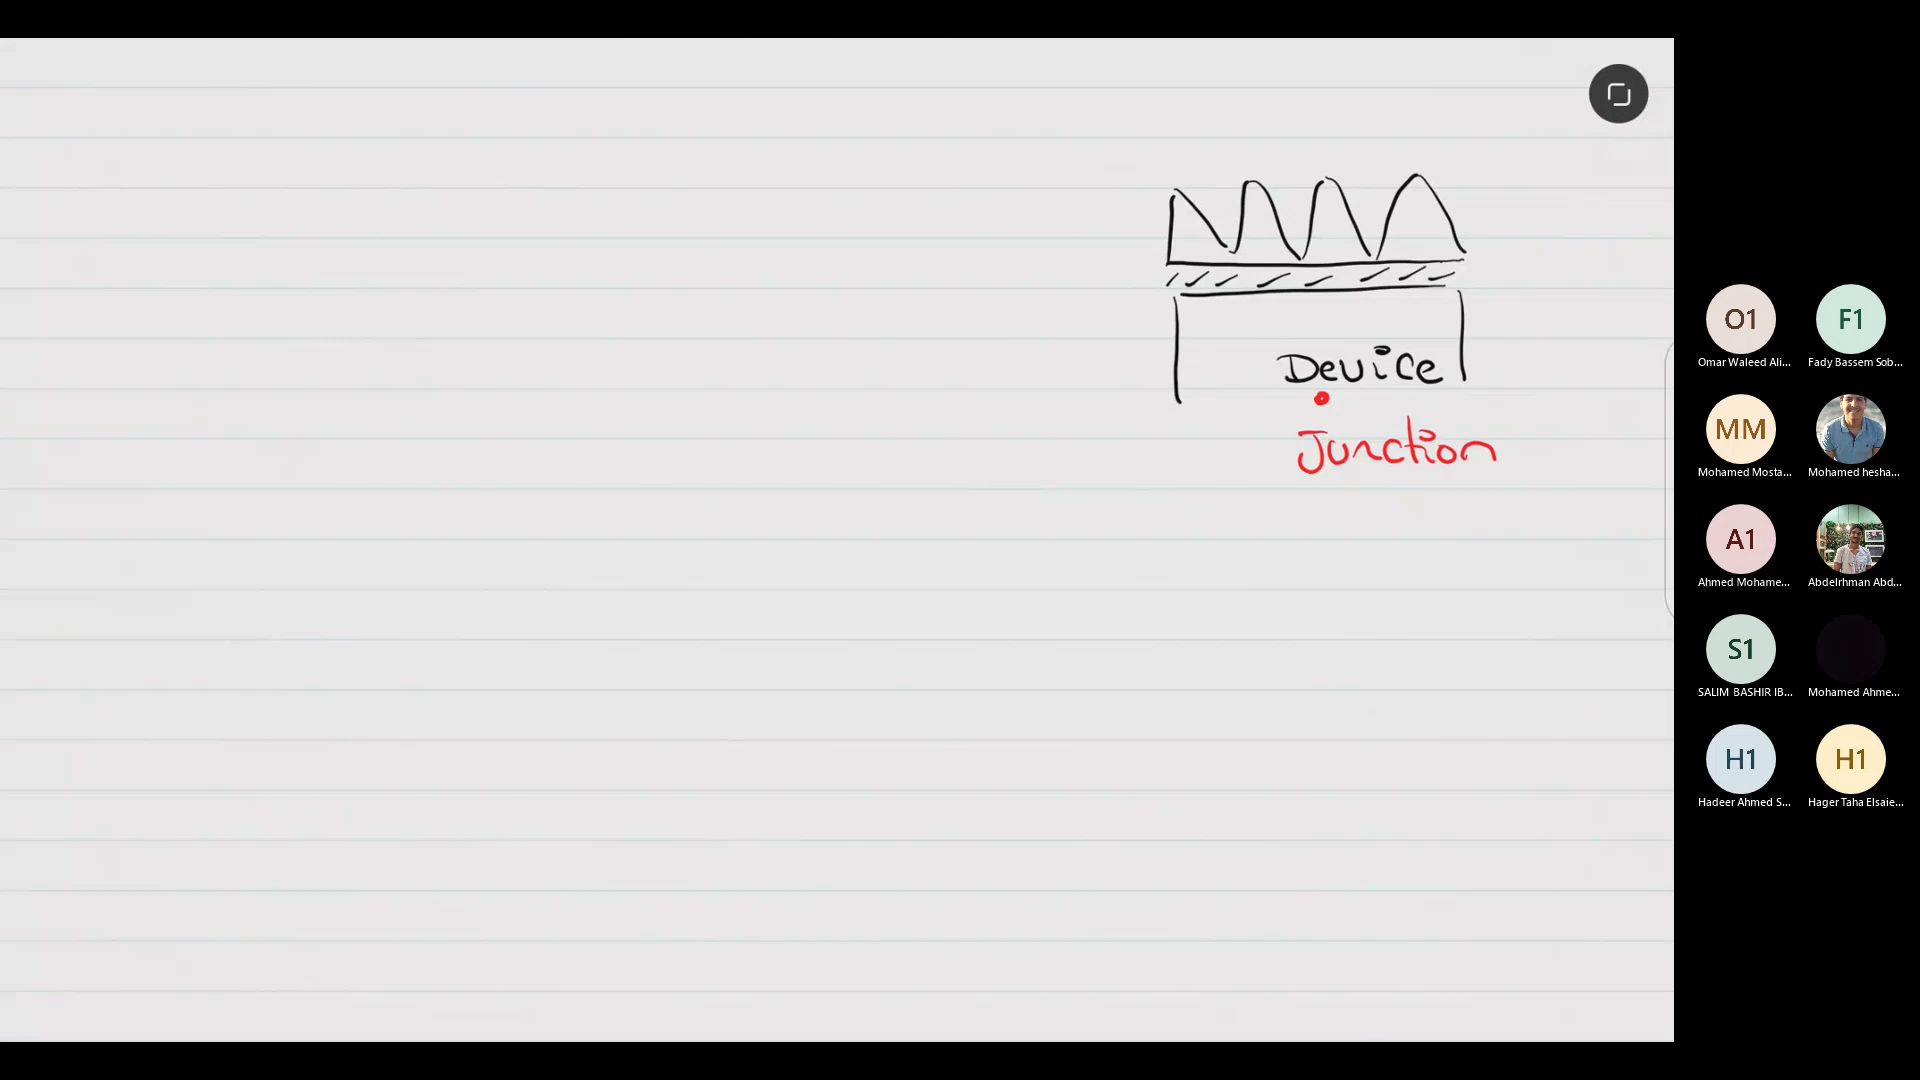 Device
Junction
O1
F1
Omar Waleed Ali...
Fady Bassem Sob...
MM
Mohamed Mosta...
Mohamed hesha...
A1
Ahmed Mohame...
Abdelrhman Abd...
S1
SALIM BASHIR IB...
Mohamed Ahme...
H1
H1
Hadeer Ahmed S...
Hager Taha Elsaie...